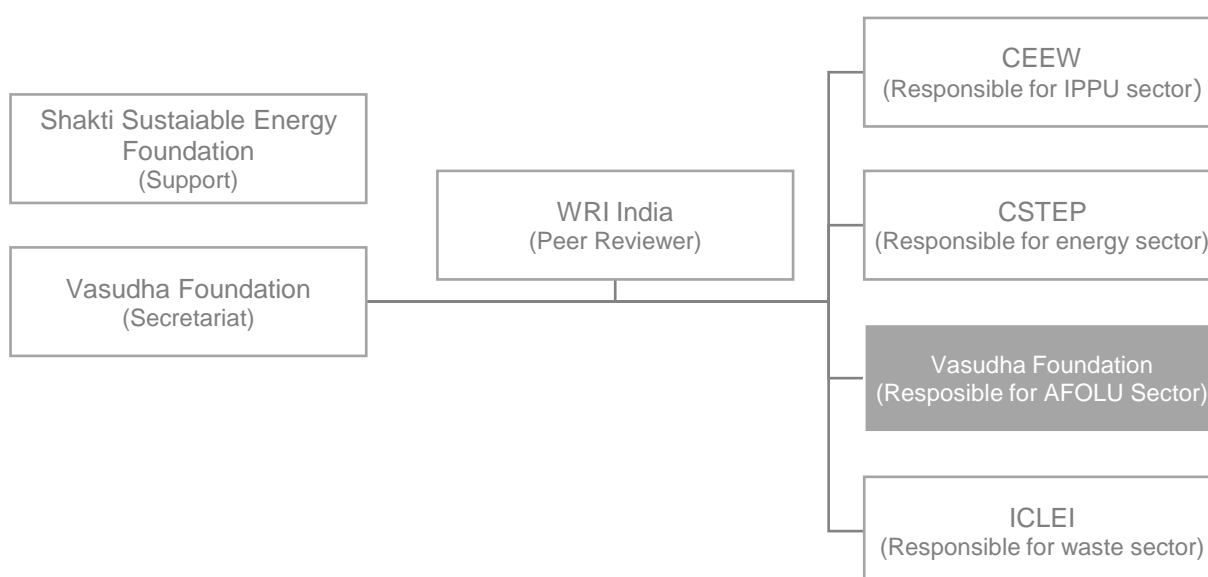 Shakti Sustaiable Energy
Foundation
(Support)
Vasudha Foundation
(Secretariat)
WRI India
(Peer Reviewer)
CEEW
(Responsible for IPPU sector)
CSTEP
(Responsible for energy sector)
Vasudha Foundation
(Resposible for AFOLU Sector)
ICLEI
(Responsible for waste sector)